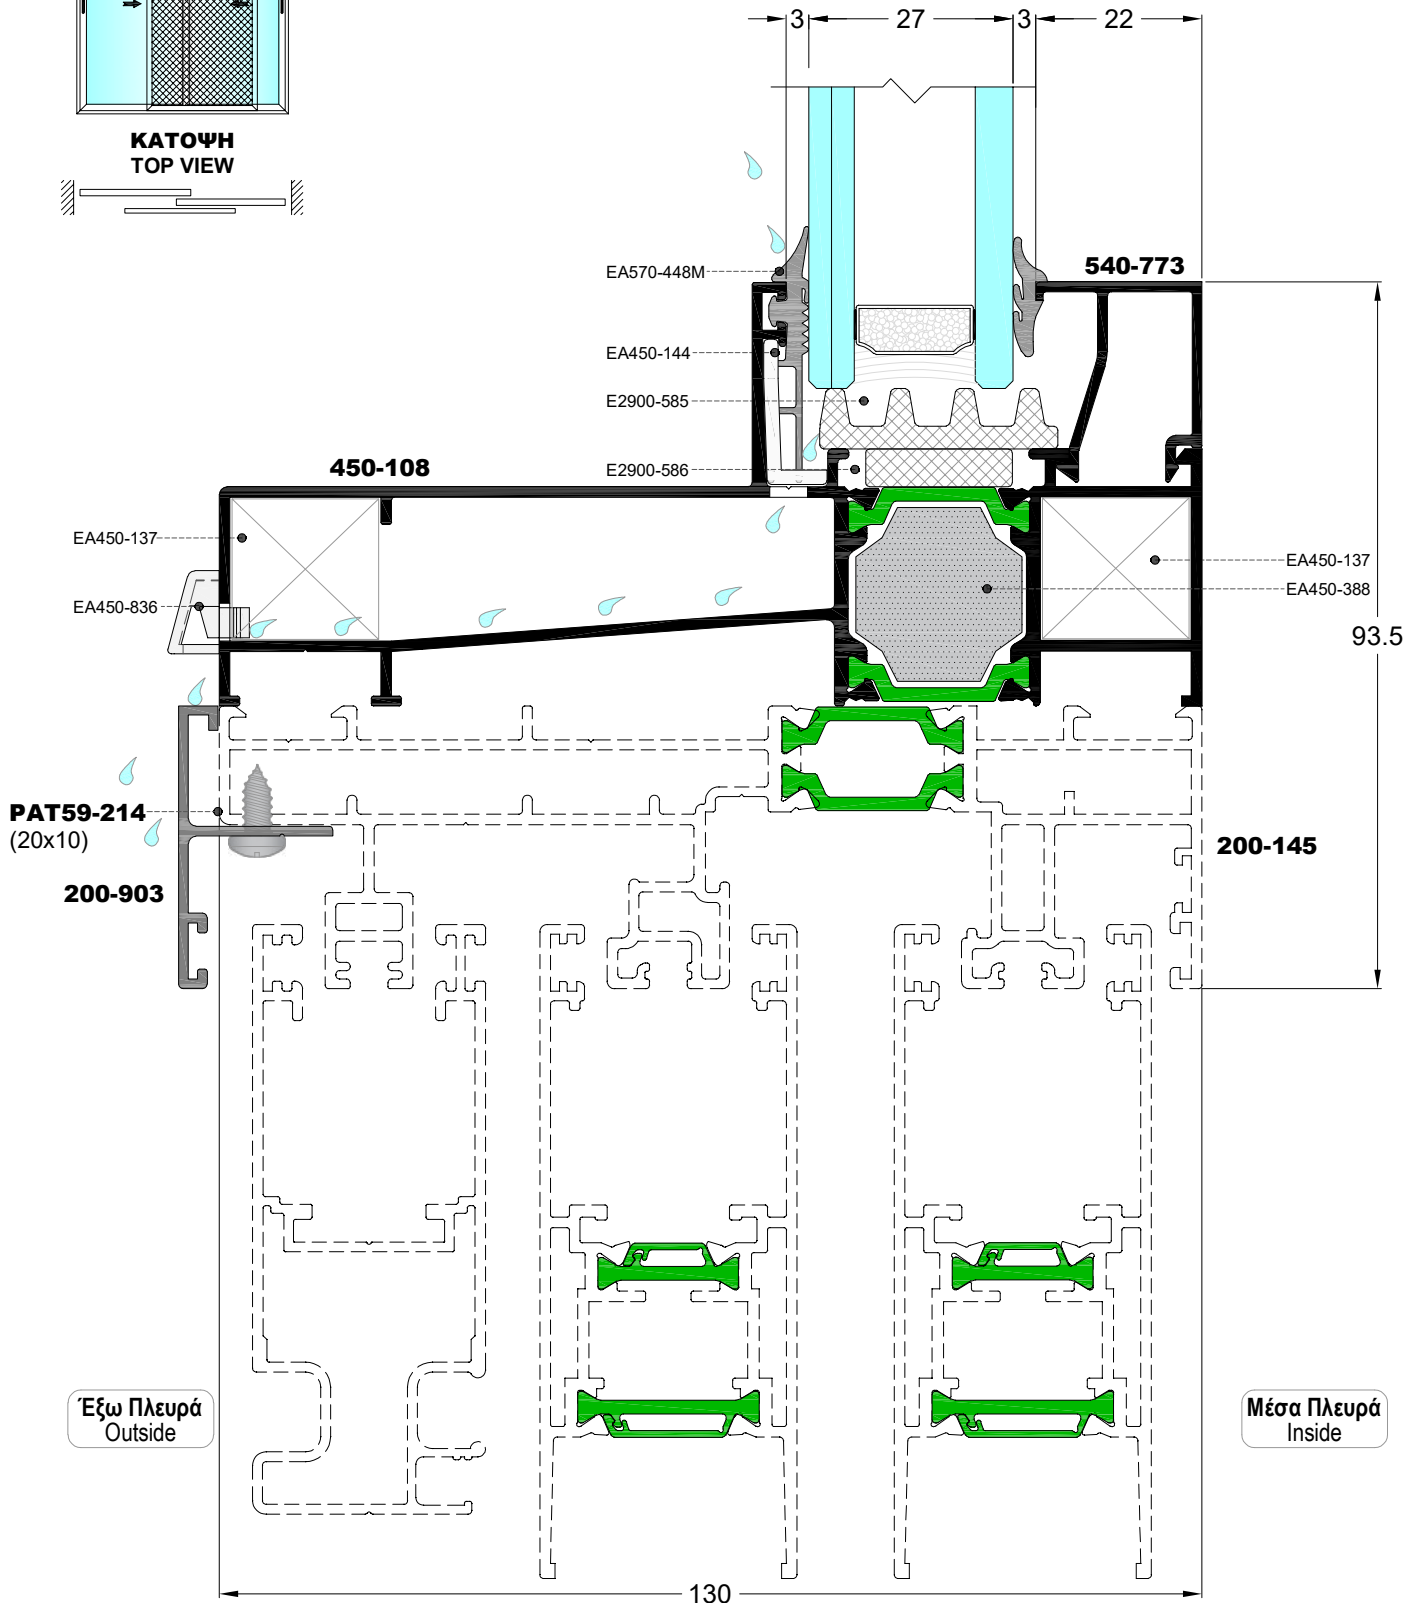 3
27
3
22
ΚΑΤΟΨΗ
TOP VIEW
EA570-448M
540-773
EA450-144
E2900-585
450-108
E2900-586
EA450-137
EA450-137
EA450-836
EA450-388
93.5
PAT59-214
(20x10)
200-145
200-903
Έξω Πλευρά
Outside
Μέσα Πλευρά
Inside
130